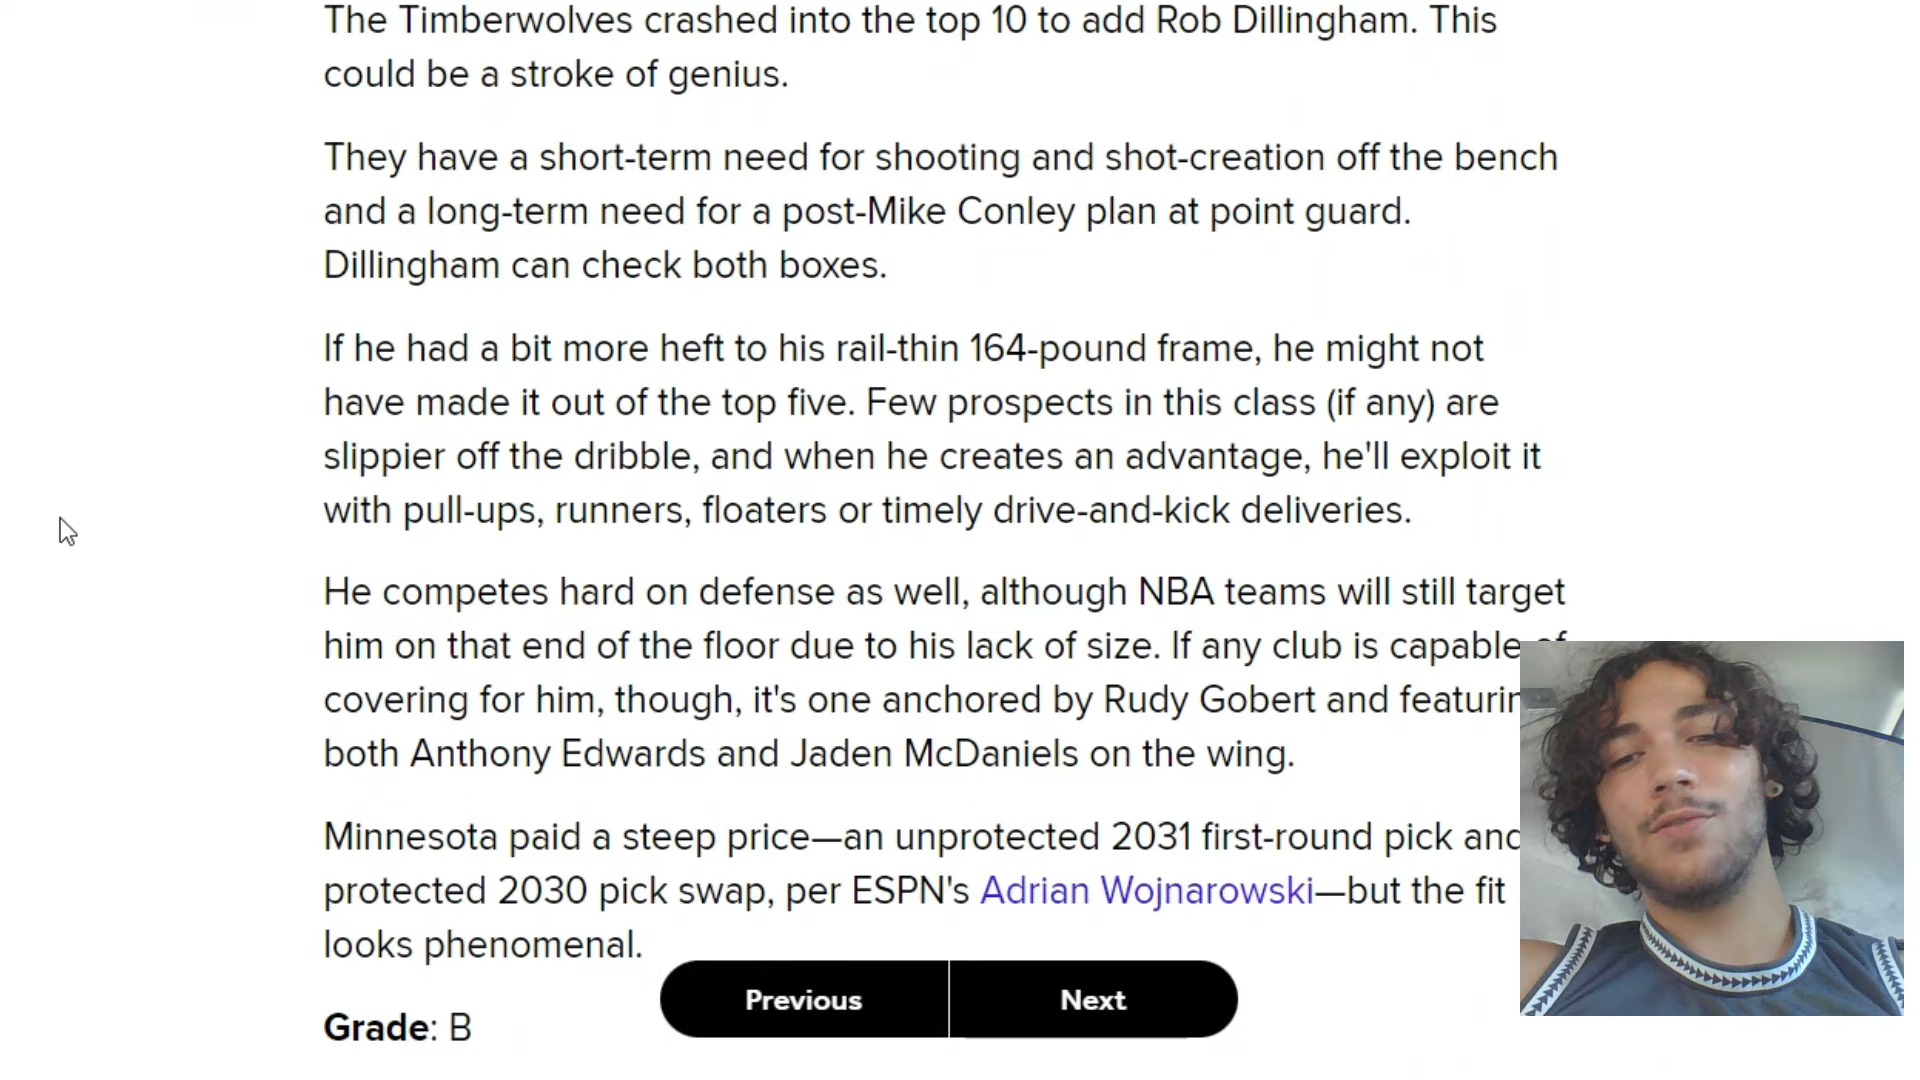 The Timberwolves crashed into the top 10 to add Rob Dillingham. This
could be a stroke of genius.
They have a short-term need for shooting and shot-creation off the bench
and a long-term need for a post-Mike Conley plan at point guard.
Dillingham can check both boxes.
If he had a bit more heft to his rail-thin 164-pound frame, he might not
have made it out of the top five. Few prospects in this class (if any) are
slippier off the dribble, and when he creates an advantage, he'll exploit it
with pull-ups, runners, floaters or timely drive-and-kick deliveries.
He competes hard on defense as well, although NBA teams will still target
him on that end of the floor due to his lack of size. If any club is capable of
covering for him, though, it's one anchored by Rudy Gobert and featurin
both Anthony Edwards and Jaden McDaniels on the wing.
Minnesota paid a steep price—an unprotected 2031 first-round pick and
protected 2030 pick swap, per ESPN's Adrian Wojnarowski—but the fit
looks phenomenal.
Previous Next
Grade: B